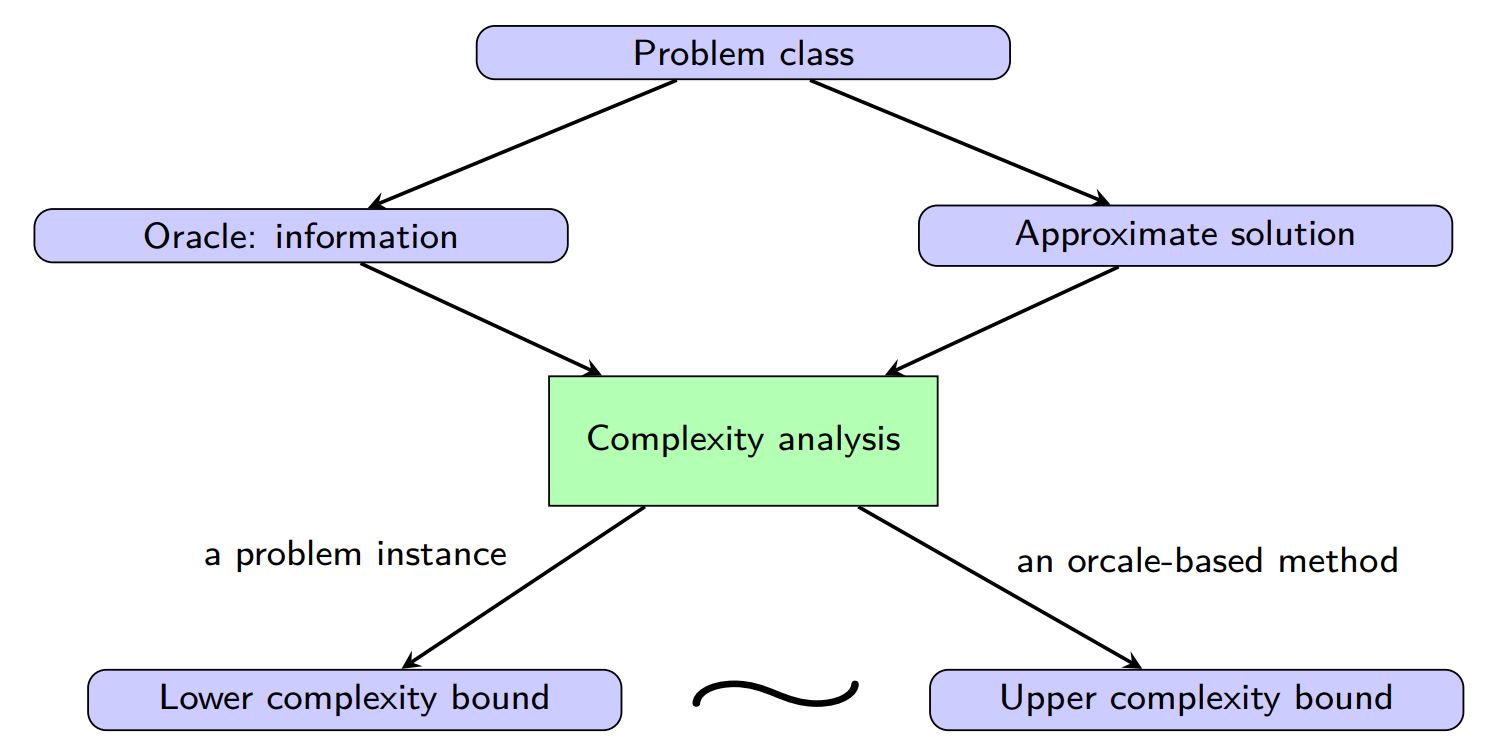 Problem class
Oracle: information
Approximate solution
Complexity analysis
a problem instance
an orcale-based method
Lower complexity bound
Upper complexity bound